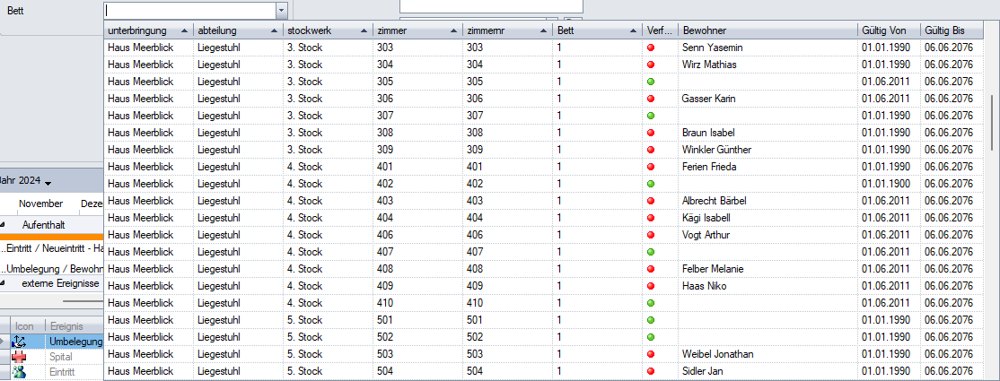 Bett
unterbringung abteilung stockwerk zimmer zimmernr Bett Verf... Bewohner Gültig Von Gültig Bis
Haus Meerblick Liegestuhl 3. Stock 303 303 1 Senn Yasemin 01.01.1990 06.06.2076
Haus Meerblick Liegestuhl 3. Stock 304 304 1 Wirz Mathias 01.01.1990 06.06.2076
Haus Meerblick Liegestuhl 3. Stock 305 305 1 01.06.2011 06.06.2076
Haus Meerblick Liegestuhl 3. Stock 306 306 1 Gasser Karin 01.06.2011 06.06.2076
Haus Meerblick Liegestuhl 3. Stock 307 307 1 01.01.1990 06.06.2076
Haus Meerblick Liegestuhl 3. Stock 308 308 1 Braun Isabel 01.01.1990 06.06.2076
Haus Meerblick Liegestuhl 3. Stock 309 309 1 Winkler Günther 01.01.1990 06.06.2076
Haus Meerblick Liegestuhl 4. Stock 401 401 1 Ferien Frieda 01.01.1990 06.06.2076
Haus Meerblick Liegestuhl 4. Stock 402 402 1 01.01.1900 06.06.2076
Haus Meerblick Liegestuhl 4. Stock 403 403 1 Albrecht Bärbel 01.06.2011 06.06.2076
Haus Meerblick Liegestuhl 4. Stock 404 404 1 Kägi Isabell 01.06.2011 06.06.2076
Haus Meerblick Liegestuhl 4. Stock 406 406 1 Vogt Arthur 01.06.2011 06.06.2076
Haus Meerblick Liegestuhl 4. Stock 407 407 1 01.06.2011 06.06.2076
Haus Meerblick Liegestuhl 4. Stock 408 408 1 Felber Melanie 01.06.2011 06.06.2076
Haus Meerblick Liegestuhl 4. Stock 409 409 1 Haas Niko 01.06.2011 06.06.2076
Haus Meerblick Liegestuhl 4. Stock 410 410 1 01.06.2011 06.06.2076
Haus Meerblick Liegestuhl 5. Stock 501 501 1 01.01.1990 06.06.2076
Haus Meerblick Liegestuhl 5. Stock 502 502 1 01.01.1990 06.06.2076
Haus Meerblick Liegestuhl 5. Stock 503 503 1 Weibel Jonathan 01.01.1990 06.06.2076
Haus Meerblick Liegestuhl 5. Stock 504 504 1 Sidler Jan 01.01.1990 06.06.2076
Jahr 2024
November Deze
Aufenthalt
...Eintritt / Neueintritt - Ha
...Umbelegung / Bewohn
externe Ereignisse
Icon Ereignis
Umbelegung
Spital
Eintritt